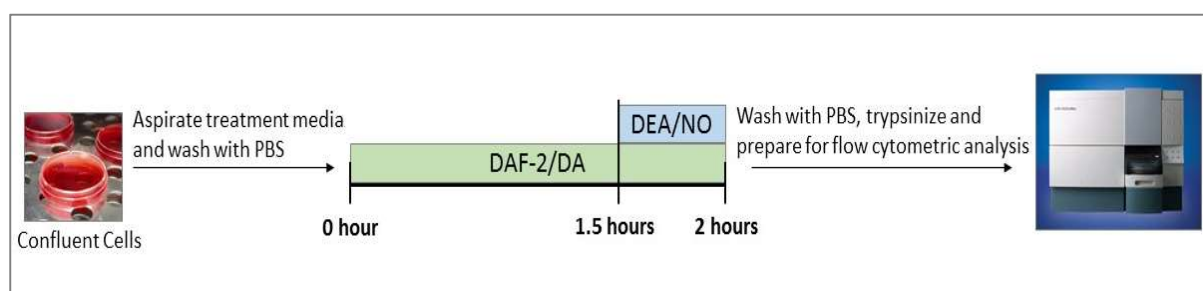 Aspirate treatment media
and wash with PBS
DEA/NO
DAF-2/DA
Wash with PBS, trypsinize and
prepare for flow cytometric analysis
Confluent Cells
0 hour
1.5 hours
2 hours